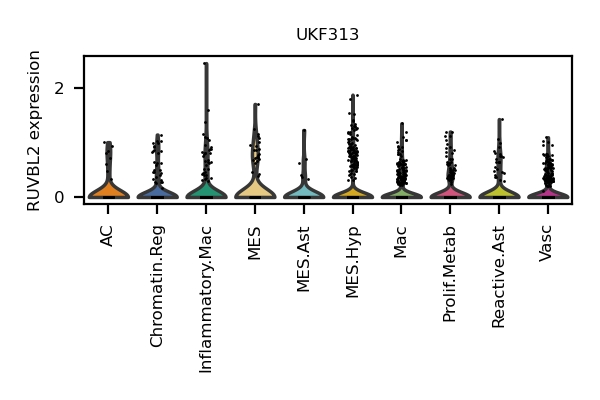 UKF313
RUVBL2 expression
2
0
AC
Chromatin.Reg
Inflammatory.Mac
MES
MES.Ast
MES.Hyp
Mac
Prolif.Metab
Reactive.Ast
Vasc